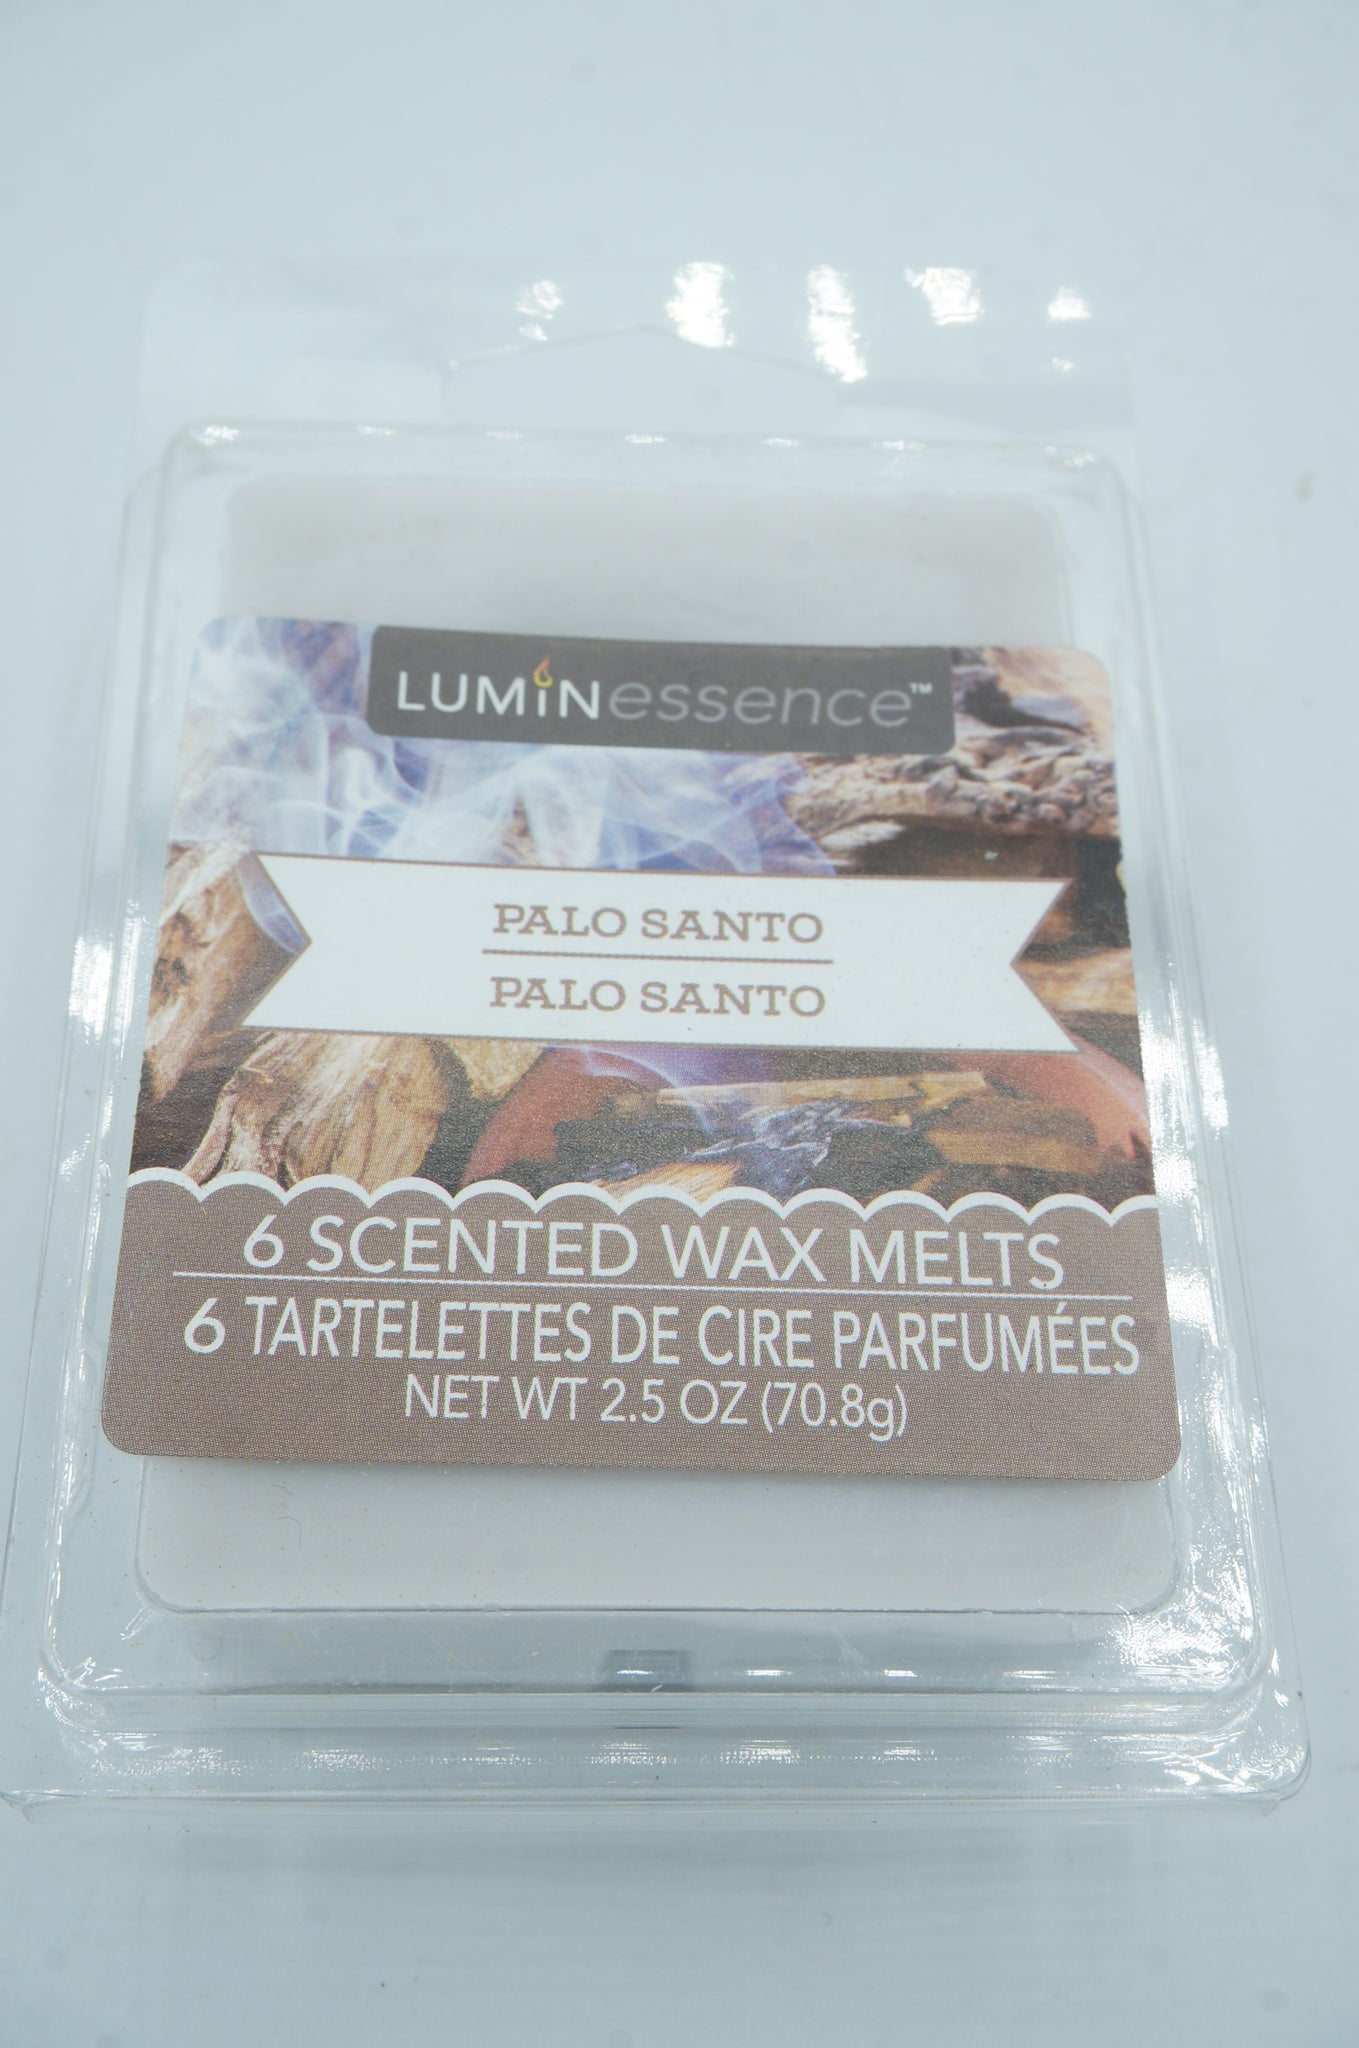 LUMINessence™
PALO SANTO
PALO SANTO
6 SCENTED WAX MELTS
6 TARTELETTES DE CIRE PARFUMÉES
NET WT 2.5 OZ (70.8g)